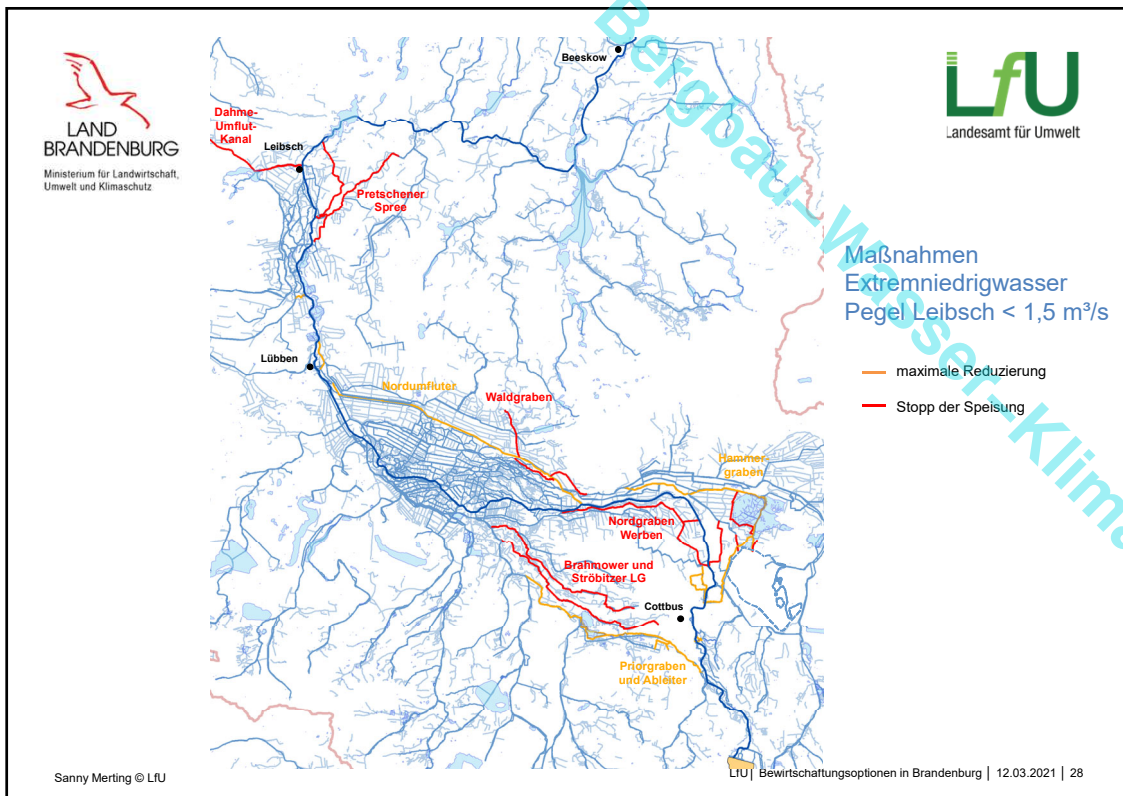 LAND
BRANDENBURG
Ministerium für Landwirtschaft,
Umwelt und Klimaschutz
LfU
Landesamt für Umwelt
Bergbau-Wasser-Klima
Beeskow
Dahme-
Umflut-
Kanal
Leibsch
Pretschener
Spree
Lübben
Nordumfluter
Waldgraben
Hammer-
graben
Nordgraben
Werben
Brahmower und
Ströbitzer LG
Cottbus
Priorgraben
und Ableiter
Maßnahmen
Extremniedrigwasser
Pegel Leibsch < 1,5 m³/s
maximale Reduzierung
Stopp der Speisung
Sanny Merting © LfU
LfU | Bewirtschaftungsoptionen in Brandenburg | 12.03.2021 | 28